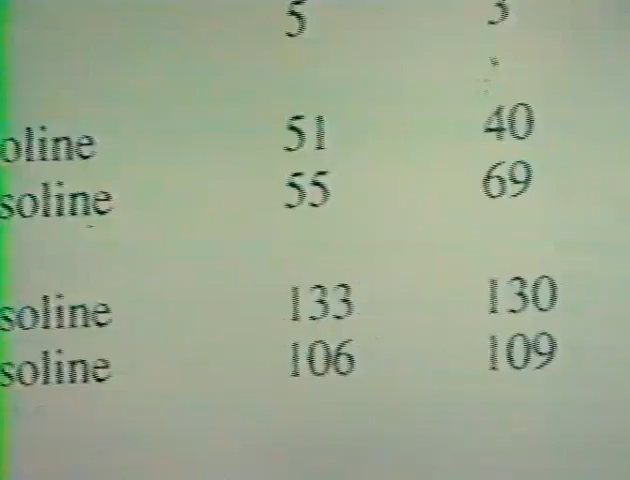 5 3
oline 51 40
soline 55 69
soline 133 130
soline 106 109